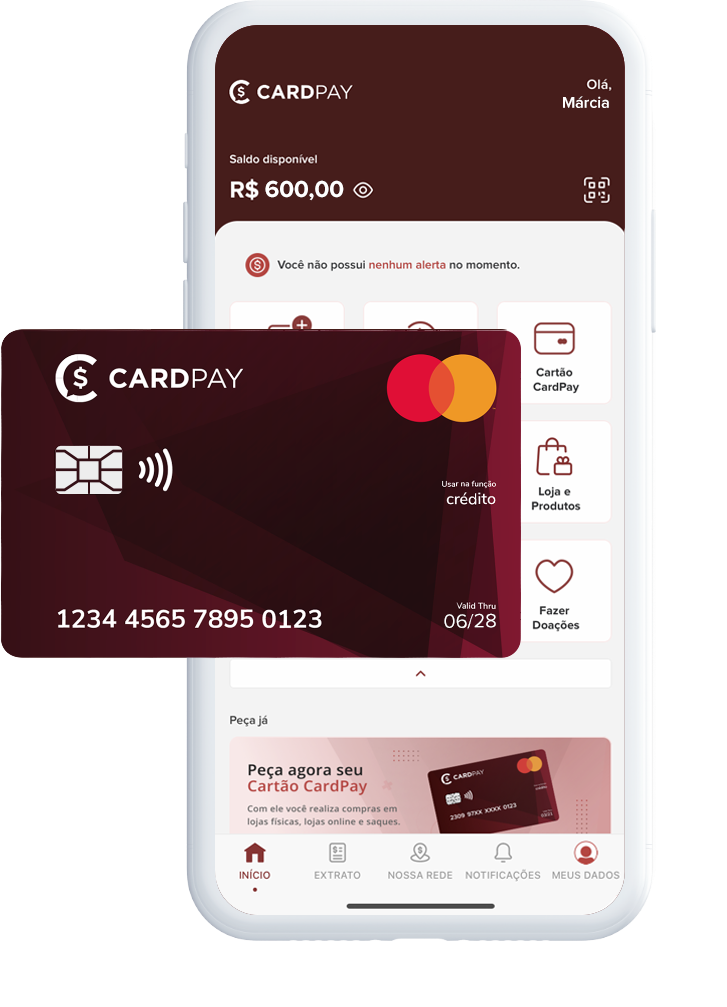 CARDPAY
Olá,
Márcia
Saldo disponível
R$ 600,00
Você não possui nenhum alerta no momento.
Cartão
CardPay
CARDPAY
Usar na função
crédito
Loja e
Produtos
Valid Thru
1234 4565 7895 0123
06/28
Fazer
Doações
Peça já
Peça agora seu
Cartão CardPay
Com ele você realiza compras em
lojas físicas, lojas online e saques.
CARDPAY
2309 97XX XXXX 0123
INÍCIO
EXTRATO
NOSSA REDE
NOTIFICAÇÕES
MEUS DADOS